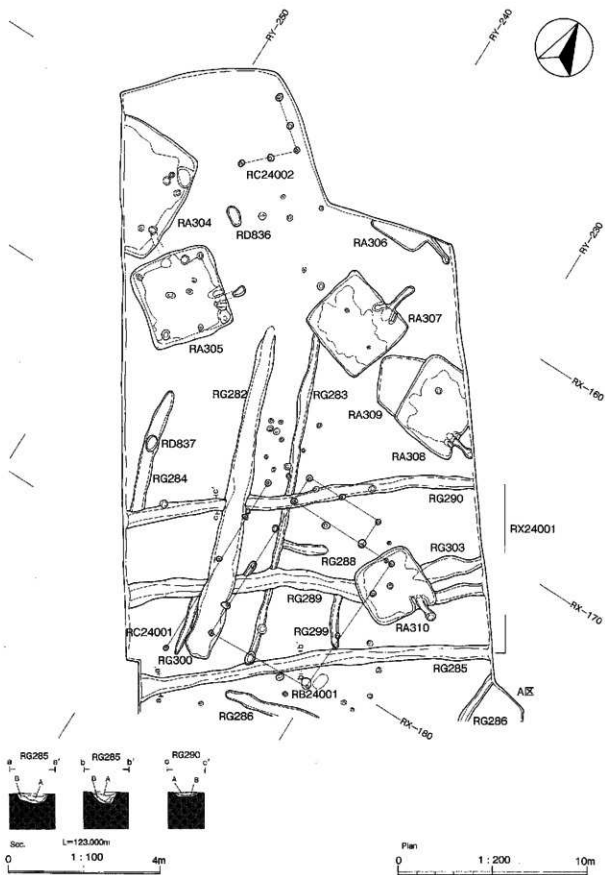 RY-250
RY-240
RC24002
RA304
RD836
RA306
RY-230
RA305
RA307
RG282
RG283
RX-160
RA309
RD837
RA308
RG284
RG290
RX24001
RG288
RG303
RG289
RX-170
RC24001
RG299
RA310
RG300
RG285
RB24001
A区
RG286
RX-180
RG286
RG285
RG285
RG290
a a'
b b'
c c'
B A
B A
A B
Sec.
L=123.000m
0 1:100 4m
Plan
0 1:200 10m